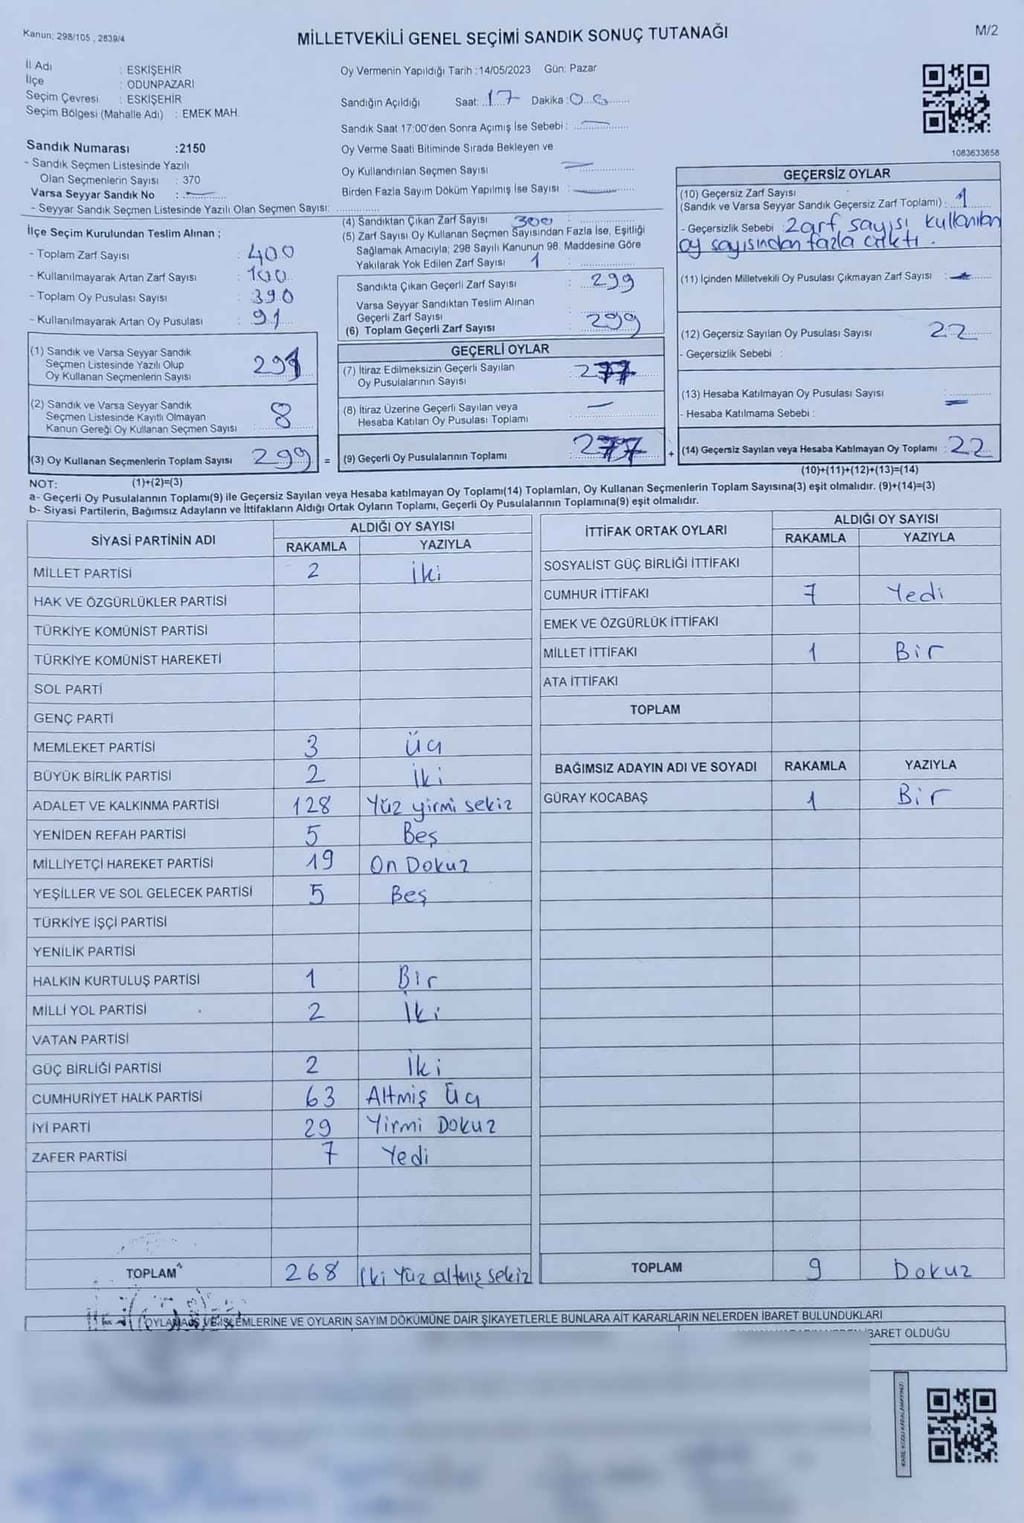 Kanun; 298/105 , 2839/4
MİLLETVEKİLİ GENEL SEÇİMİ SANDIK SONUÇ TUTANAĞI
M/2
İl Adı : ESKİŞEHİR
İlçe : ODUNPAZARI
Seçim Çevresi : ESKİŞEHİR
Seçim Bölgesi (Mahalle Adı) : EMEK MAH.
Oy Vermenin Yapıldığı Tarih :14/05/2023 Gün: Pazar
Sandığın Açıldığı Saat: 17 Dakika :00
Sandık Saat 17:00'den Sonra Açımış İse Sebebi : —
Oy Verme Saati Bitiminde Sırada Bekleyen ve
Oy Kullandırılan Seçmen Sayısı : —
Birden Fazla Sayım Döküm Yapılmış İse Sayısı : —
1083633658
Sandık Numarası :2150
- Sandık Seçmen Listesinde Yazılı
Olan Seçmenlerin Sayısı : 370
Varsa Seyyar Sandık No : —
- Seyyar Sandık Seçmen Listesinde Yazılı Olan Seçmen Sayısı:
İlçe Seçim Kurulundan Teslim Alınan ;
- Toplam Zarf Sayısı : 400
- Kullanılmayarak Artan Zarf Sayısı : 100
- Toplam Oy Pusulası Sayısı : 390
- Kullanılmayarak Artan Oy Pusulası : 91
(1) Sandık ve Varsa Seyyar Sandık
Seçmen Listesinde Yazılı Olup
Oy Kullanan Seçmenlerin Sayısı : 291
(2) Sandık ve Varsa Seyyar Sandık
Seçmen Listesinde Kayıtlı Olmayan
Kanun Gereği Oy Kullanan Seçmen Sayısı : 8
(3) Oy Kullanan Seçmenlerin Toplam Sayısı : 299 =
(4) Sandıktan Çıkan Zarf Sayısı : 300
(5) Zarf Sayısı Oy Kullanan Seçmen Sayısından Fazla İse, Eşitliği
Sağlamak Amacıyla; 298 Sayılı Kanunun 98. Maddesine Göre
Yakılarak Yok Edilen Zarf Sayısı : 1
Sandıkta Çıkan Geçerli Zarf Sayısı : 299
Varsa Seyyar Sandıktan Teslim Alınan
Geçerli Zarf Sayısı :
(6) Toplam Geçerli Zarf Sayısı : 299
GEÇERLİ OYLAR
(7) İtiraz Edilmeksizin Geçerli Sayılan
Oy Pusulalarının Sayısı : 277
(8) İtiraz Üzerine Geçerli Sayılan veya
Hesaba Katılan Oy Pusulası Toplamı : —
(9) Geçerli Oy Pusulalarının Toplamı : 277 +
GEÇERSİZ OYLAR
(10) Geçersiz Zarf Sayısı
(Sandık ve Varsa Seyyar Sandık Geçersiz Zarf Toplamı) : 1
- Geçersizlik Sebebi : Zarf sayısı kullanılan
oy sayısından fazla çıktı.
(11) İçinden Milletvekili Oy Pusulası Çıkmayan Zarf Sayısı : —
(12) Geçersiz Sayılan Oy Pusulası Sayısı : 22
- Geçersizlik Sebebi :
(13) Hesaba Katılmayan Oy Pusulası Sayısı : —
- Hesaba Katılmama Sebebi :
(14) Geçersiz Sayılan veya Hesaba Katılmayan Oy Toplamı : 22
NOT: (1)+(2)=(3) (10)+(11)+(12)+(13)=(14)
a- Geçerli Oy Pusulalarının Toplamı(9) ile Geçersiz Sayılan veya Hesaba katılmayan Oy Toplamı(14) Toplamları, Oy Kullanan Seçmenlerin Toplam Sayısına(3) eşit olmalıdır. (9)+(14)=(3)
b- Siyasi Partilerin, Bağımsız Adayların ve İttifakların Aldığı Ortak Oyların Toplamı, Geçerli Oy Pusulalarının Toplamına(9) eşit olmalıdır.
SİYASİ PARTİNİN ADI ALDIĞI OY SAYISI
RAKAMLA YAZIYLA
MİLLET PARTİSİ 2 İki
HAK VE ÖZGÜRLÜKLER PARTİSİ
TÜRKİYE KOMÜNİST PARTİSİ
TÜRKİYE KOMÜNİST HAREKETİ
SOL PARTİ
GENÇ PARTİ
MEMLEKET PARTİSİ 3 Üç
BÜYÜK BİRLİK PARTİSİ 2 İki
ADALET VE KALKINMA PARTİSİ 128 Yüz yirmi sekiz
YENİDEN REFAH PARTİSİ 5 Beş
MİLLİYETÇİ HAREKET PARTİSİ 19 On Dokuz
YEŞİLLER VE SOL GELECEK PARTİSİ 5 Beş
TÜRKİYE İŞÇİ PARTİSİ
YENİLİK PARTİSİ
HALKIN KURTULUŞ PARTİSİ 1 Bir
MİLLİ YOL PARTİSİ 2 İki
VATAN PARTİSİ
GÜÇ BİRLİĞİ PARTİSİ 2 İki
CUMHURİYET HALK PARTİSİ 63 Altmış Üç
İYİ PARTİ 29 Yirmi Dokuz
ZAFER PARTİSİ 7 Yedi
TOPLAM 268 İki Yüz altmış sekiz
İTTİFAK ORTAK OYLARI ALDIĞI OY SAYISI
RAKAMLA YAZIYLA
SOSYALİST GÜÇ BİRLİĞİ İTTİFAKI
CUMHUR İTTİFAKI 7 Yedi
EMEK VE ÖZGÜRLÜK İTTİFAKI
MİLLET İTTİFAKI 1 Bir
ATA İTTİFAKI
TOPLAM
BAĞIMSIZ ADAYIN ADI VE SOYADI RAKAMLA YAZIYLA
GÜRAY KOCABAŞ 1 Bir
TOPLAM 9 Dokuz
OYLAMA İŞLEMLERİNE VE OYLARIN SAYIM DÖKÜMÜNE DAİR ŞİKAYETLERLE BUNLARA AİT KARARLARIN NELERDEN İBARET BULUNDUKLARI
İBARET OLDUĞU